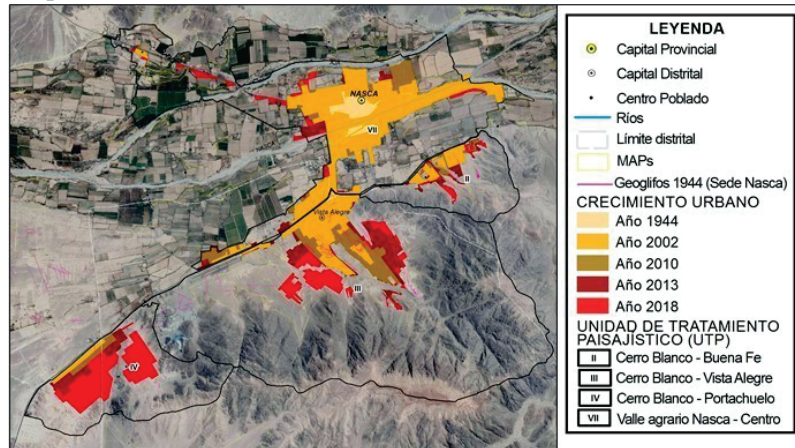 NASCA
VII
II
Vista Alegre
III
IV
LEYENDA
Capital Provincial
Capital Distrital
Centro Poblado
Ríos
Límite distrital
MAPs
Geoglifos 1944 (Sede Nasca)
CRECIMIENTO URBANO
Año 1944
Año 2002
Año 2010
Año 2013
Año 2018
UNIDAD DE TRATAMIENTO
PAISAJÍSTICO (UTP)
II Cerro Blanco - Buena Fe
III Cerro Blanco - Vista Alegre
IV Cerro Blanco - Portachuelo
VII Valle agrario Nasca - Centro